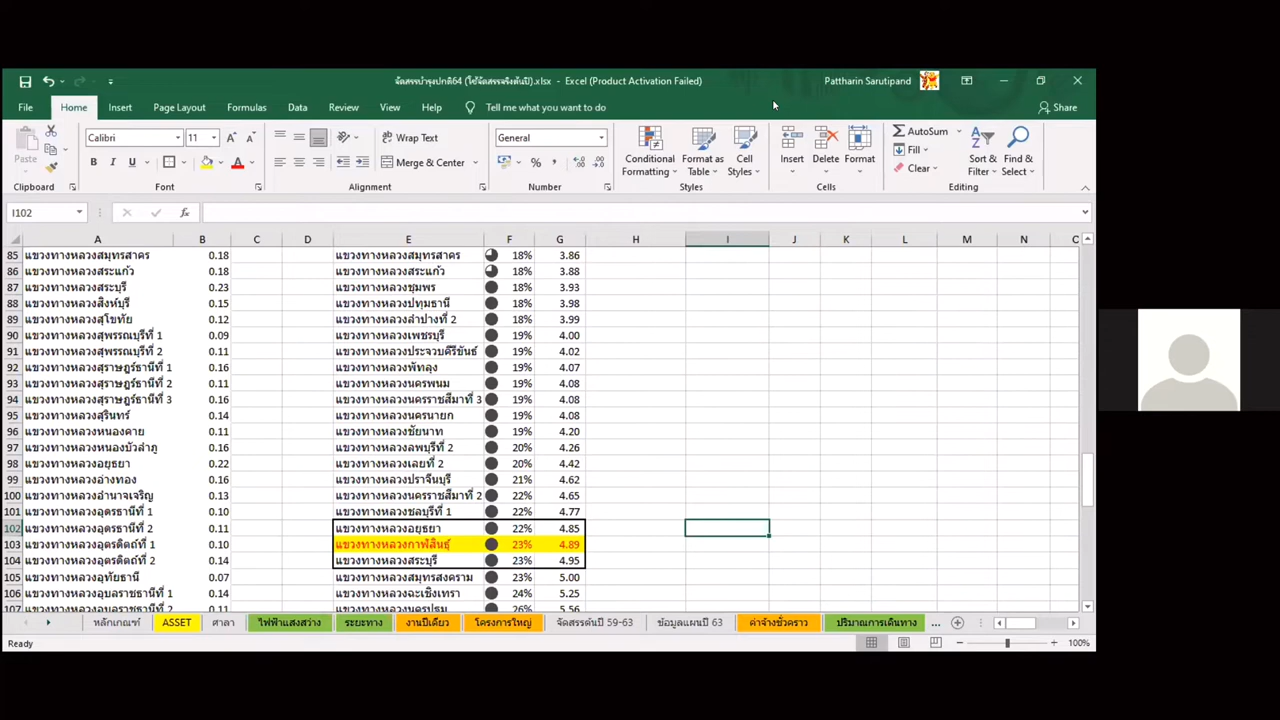 จัดสรรบำรุงปกติ64 (ใช้จัดสรรจริงต้นปี).xlsx - Excel (Product Activation Failed)
Pattharin Sarutipand
File Home Insert Page Layout Formulas Data Review View Help Tell me what you want to do Share
Paste
Calibri 11
B I U
Wrap Text
Merge & Center
General
Conditional Formatting
Format as Table
Cell Styles
Insert
Delete
Format
AutoSum
Fill
Clear
Sort & Filter
Find & Select
Clipboard Font Alignment Number Styles Cells Editing
I102
A B C D E F G H I J K L M N
85 แขวงทางหลวงสมุทรสาคร 0.18 แขวงทางหลวงสมุทรสาคร 18% 3.86
86 แขวงทางหลวงสระแก้ว 0.18 แขวงทางหลวงสระแก้ว 18% 3.88
87 แขวงทางหลวงสระบุรี 0.23 แขวงทางหลวงชุมพร 18% 3.93
88 แขวงทางหลวงสิงห์บุรี 0.15 แขวงทางหลวงปทุมธานี 18% 3.98
89 แขวงทางหลวงสุโขทัย 0.12 แขวงทางหลวงลำปางที่ 2 18% 3.99
90 แขวงทางหลวงสุพรรณบุรีที่ 1 0.09 แขวงทางหลวงเพชรบุรี 19% 4.00
91 แขวงทางหลวงสุพรรณบุรีที่ 2 0.11 แขวงทางหลวงประจวบคีรีขันธ์ 19% 4.02
92 แขวงทางหลวงสุราษฎร์ธานีที่ 1 0.16 แขวงทางหลวงพัทลุง 19% 4.07
93 แขวงทางหลวงสุราษฎร์ธานีที่ 2 0.11 แขวงทางหลวงนครพนม 19% 4.08
94 แขวงทางหลวงสุราษฎร์ธานีที่ 3 0.16 แขวงทางหลวงนครราชสีมาที่ 3 19% 4.08
95 แขวงทางหลวงสุรินทร์ 0.14 แขวงทางหลวงนครนายก 19% 4.08
96 แขวงทางหลวงหนองคาย 0.11 แขวงทางหลวงชัยนาท 19% 4.20
97 แขวงทางหลวงหนองบัวลำภู 0.16 แขวงทางหลวงลพบุรีที่ 2 20% 4.26
98 แขวงทางหลวงอยุธยา 0.22 แขวงทางหลวงเลยที่ 2 20% 4.42
99 แขวงทางหลวงอ่างทอง 0.16 แขวงทางหลวงปราจีนบุรี 21% 4.62
100 แขวงทางหลวงอำนาจเจริญ 0.13 แขวงทางหลวงนครราชสีมาที่ 2 22% 4.65
101 แขวงทางหลวงอุดรธานีที่ 1 0.10 แขวงทางหลวงชลบุรีที่ 1 22% 4.77
102 แขวงทางหลวงอุดรธานีที่ 2 0.11 แขวงทางหลวงอยุธยา 22% 4.85
103 แขวงทางหลวงอุตรดิตถ์ที่ 1 0.10 แขวงทางหลวงกาฬสินธุ์ 23% 4.89
104 แขวงทางหลวงอุตรดิตถ์ที่ 2 0.14 แขวงทางหลวงสระบุรี 23% 4.95
105 แขวงทางหลวงอุทัยธานี 0.07 แขวงทางหลวงสมุทรสงคราม 23% 5.00
106 แขวงทางหลวงอุบลราชธานีที่ 1 0.14 แขวงทางหลวงฉะเชิงเทรา 24% 5.25
107 แขวงทางหลวงอุบลราชธานีที่ 2 0.11 แขวงทางหลวงนครปฐม 26% 5.56
หลักเกณฑ์ ASSET ศาลา ไฟฟ้าแสงสว่าง ระยะทาง งานปีเดียว โครงการใหญ่ จัดสรรต้นปี 59-63 ข้อมูลแผนปี 63 ค่าจ้างชั่วคราว ปริมาณการเดินทาง ...
Ready 100%